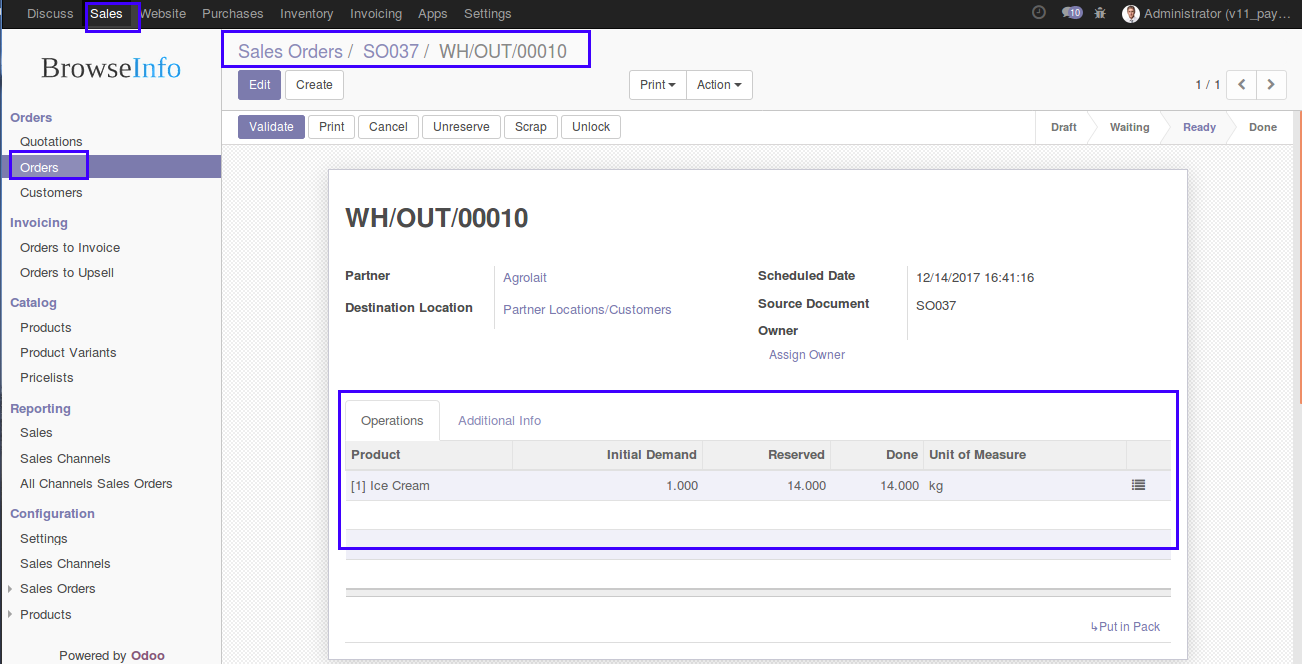 Discuss Sales Website Purchases Inventory Invoicing Apps Settings 10 Administrator (v11_pay…
BrowseInfo
Sales Orders / SO037 / WH/OUT/00010
Edit Create Print Action 1 / 1
Validate Print Cancel Unreserve Scrap Unlock Draft Waiting Ready Done
Orders
Quotations
Orders
Customers
Invoicing
Orders to Invoice
Orders to Upsell
Catalog
Products
Product Variants
Pricelists
Reporting
Sales
Sales Channels
All Channels Sales Orders
Configuration
Settings
Sales Channels
Sales Orders
Products
Powered by Odoo
WH/OUT/00010
Partner Agrolait
Destination Location Partner Locations/Customers
Scheduled Date 12/14/2017 16:41:16
Source Document SO037
Owner
Assign Owner
Operations Additional Info
Product Initial Demand Reserved Done Unit of Measure
[1] Ice Cream 1.000 14.000 14.000 kg
↳Put in Pack